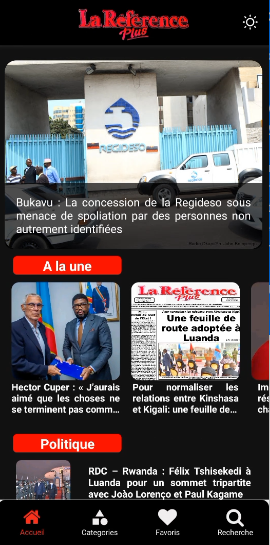 La Référence
Plus
REGIDESO
Bukavu : La concession de la Regideso sous
menace de spoliation par des personnes non
autrement identifiées
A la une
La Référence
Plus
Une feuille de
route adoptée à
Luanda
Hector Cuper : « J'aurais
aimé que les choses ne
se terminent pas comm...
Pour normaliser les
relations entre Kinshasa
et Kigali: une feuille de...
Im
rés
cha
Politique
RDC – Rwanda : Félix Tshisekedi à
Luanda pour un sommet tripartite
avec João Lorenço et Paul Kagame
Accueil
Categories
Favoris
Recherche